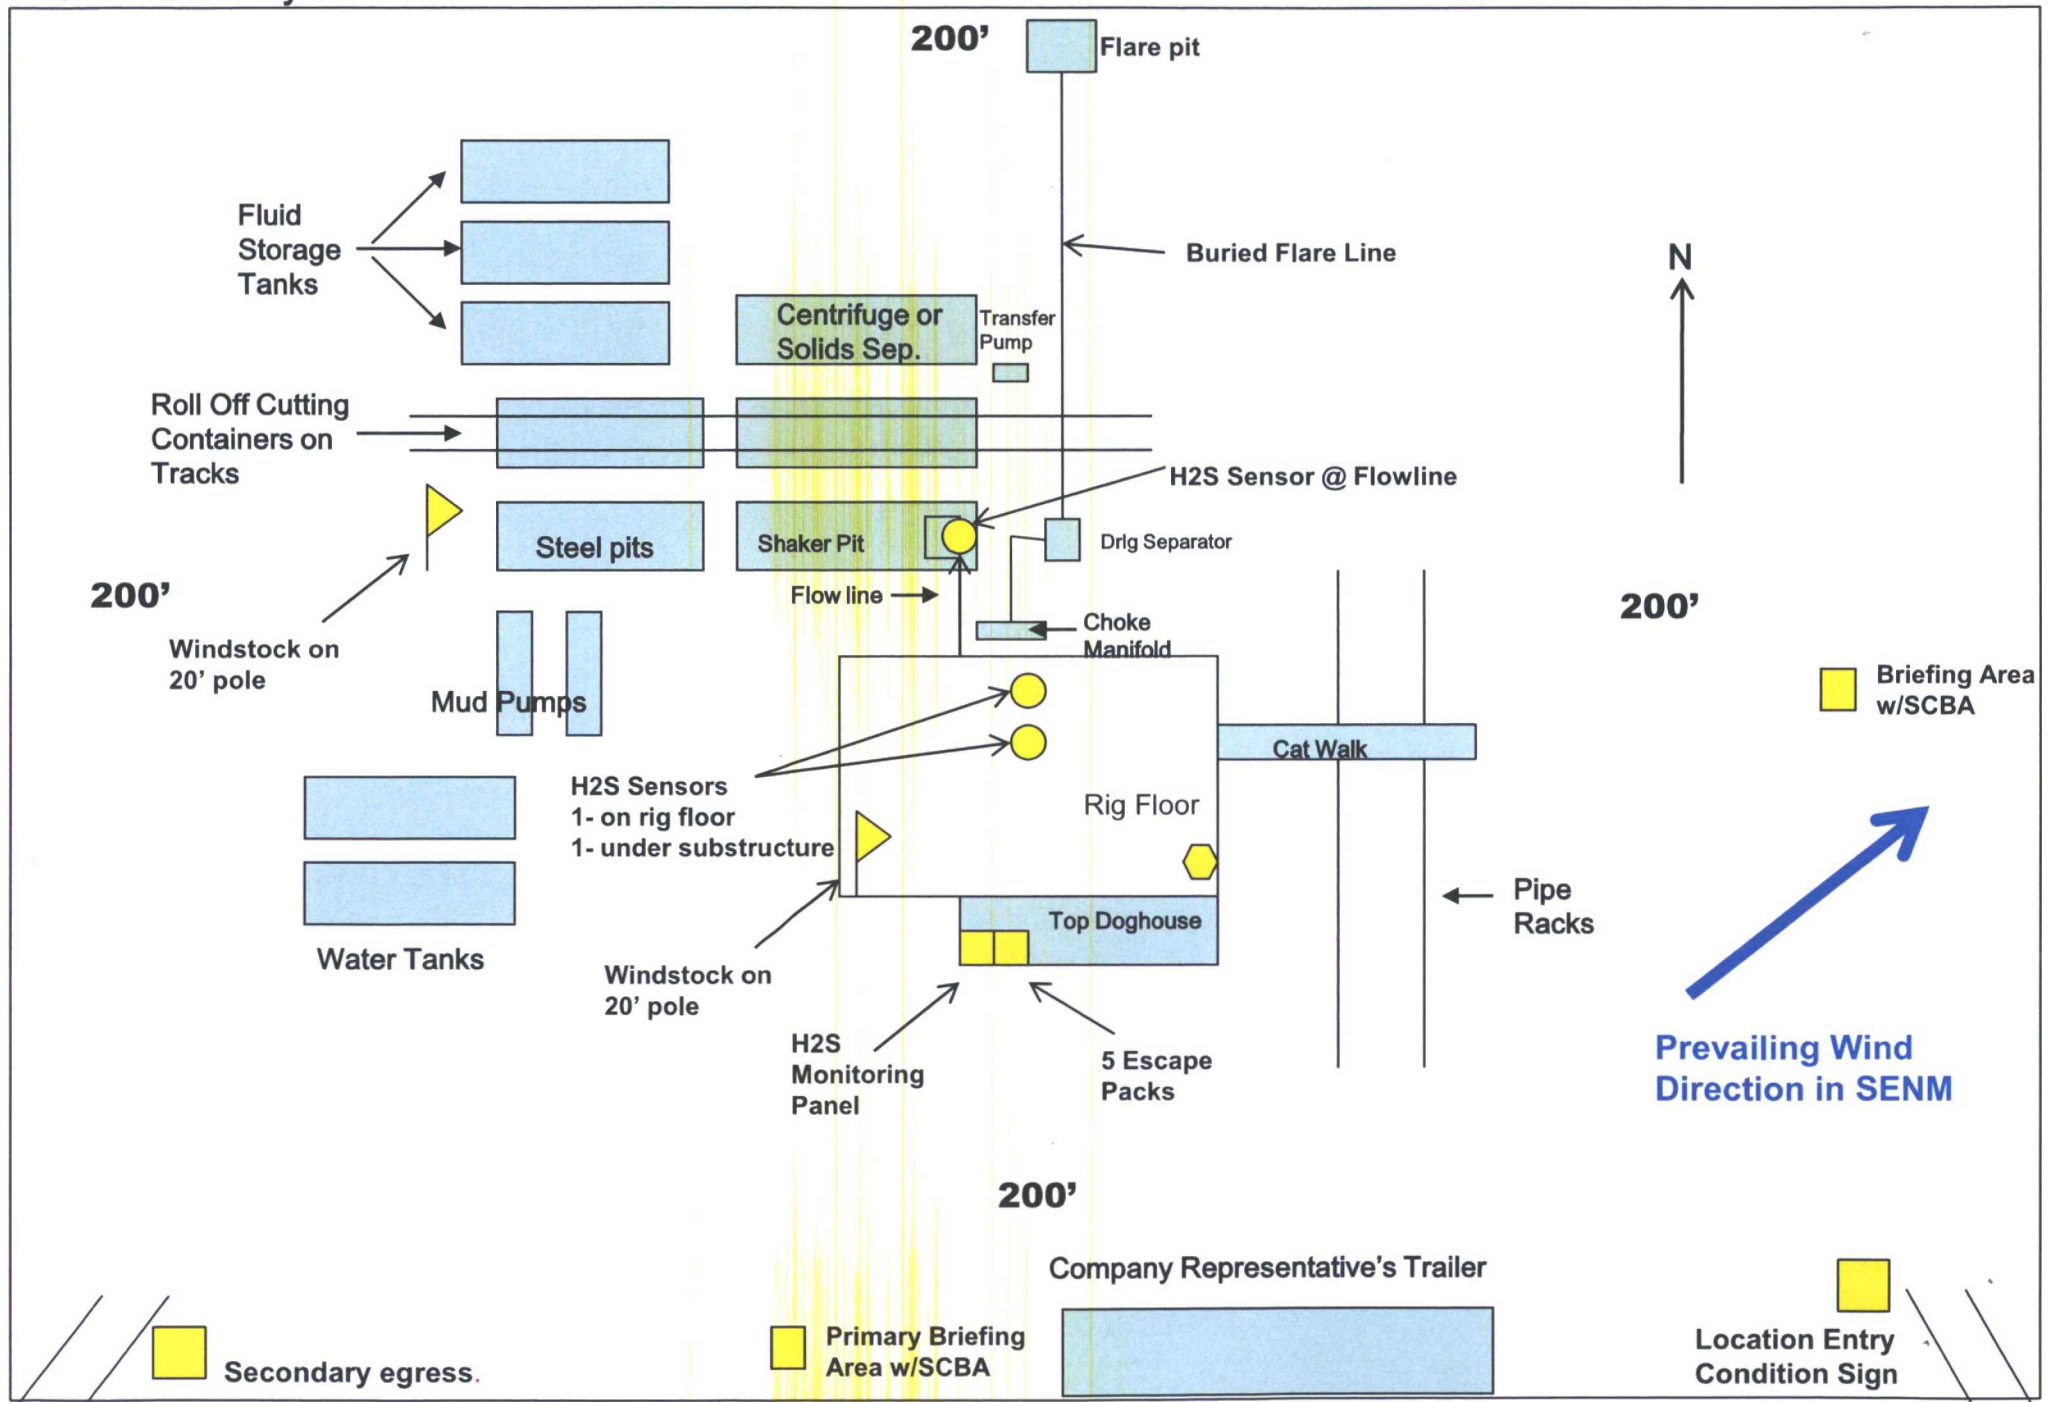 200’
Flare pit
Fluid
Storage
Tanks
Buried Flare Line
N
Centrifuge or
Solids Sep.
Transfer
Pump
Roll Off Cutting
Containers on
Tracks
H2S Sensor @ Flowline
Steel pits
Shaker Pit
Drlg Separator
200’
Flow line
200’
Choke
Manifold
Windstock on
20’ pole
Briefing Area
w/SCBA
Mud Pumps
Cat Walk
H2S Sensors
1- on rig floor
1- under substructure
Rig Floor
Pipe
Racks
Top Doghouse
Water Tanks
Windstock on
20’ pole
H2S
Monitoring
Panel
5 Escape
Packs
Prevailing Wind
Direction in SENM
200’
Company Representative’s Trailer
Primary Briefing
Area w/SCBA
Location Entry
Condition Sign
Secondary egress.